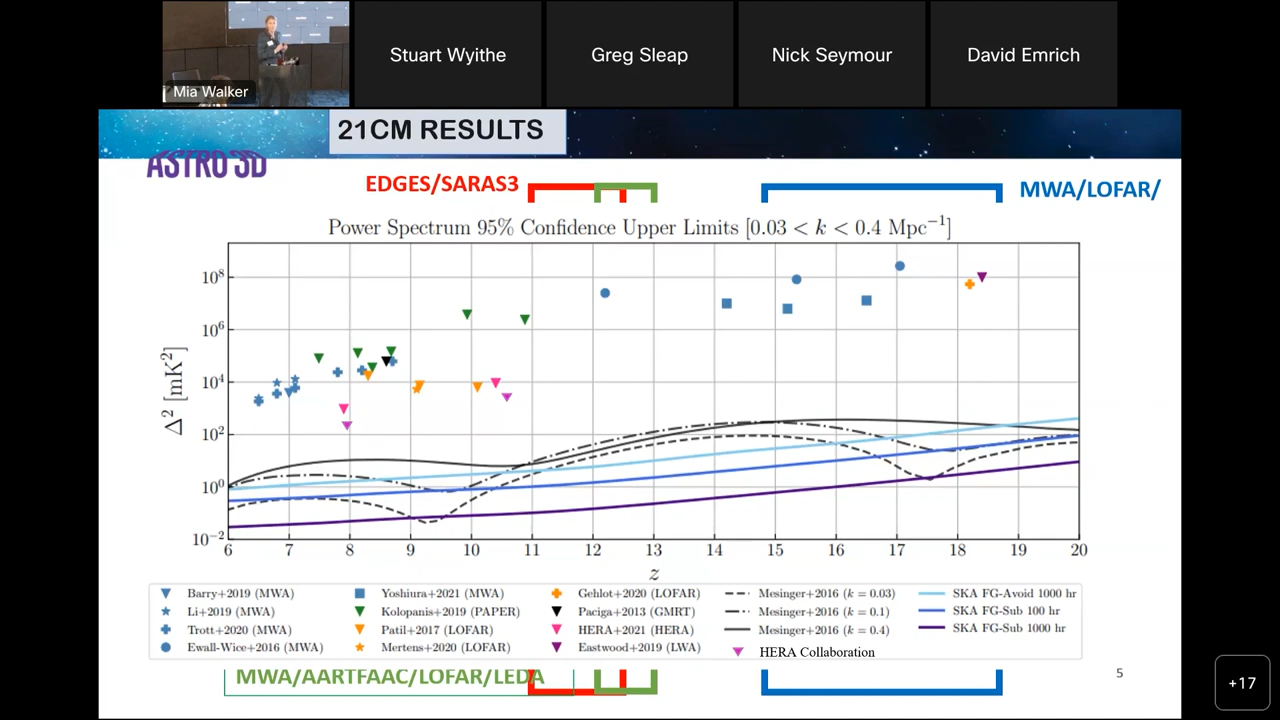 Mia Walker
Stuart Wyithe
Greg Sleap
Nick Seymour
David Emrich
21CM RESULTS
ASTRO 3D
EDGES/SARAS3
MWA/LOFAR/
Power Spectrum 95% Confidence Upper Limits [0.03 < k < 0.4 Mpc⁻¹]
Δ² [mK²]
10⁸
10⁶
10⁴
10²
10⁰
10⁻²
6 7 8 9 10 11 12 13 14 15 16 17 18 19 20
z
Barry+2019 (MWA)
Li+2019 (MWA)
Trott+2020 (MWA)
Ewall-Wice+2016 (MWA)
Yoshiura+2021 (MWA)
Kolopanis+2019 (PAPER)
Patil+2017 (LOFAR)
Mertens+2020 (LOFAR)
Gehlot+2020 (LOFAR)
Paciga+2013 (GMRT)
HERA+2021 (HERA)
Eastwood+2019 (LWA)
Mesinger+2016 (k = 0.03)
Mesinger+2016 (k = 0.1)
Mesinger+2016 (k = 0.4)
HERA Collaboration
SKA FG-Avoid 1000 hr
SKA FG-Sub 100 hr
SKA FG-Sub 1000 hr
MWA/AARTFAAC/LOFAR/LEDA
5
+17